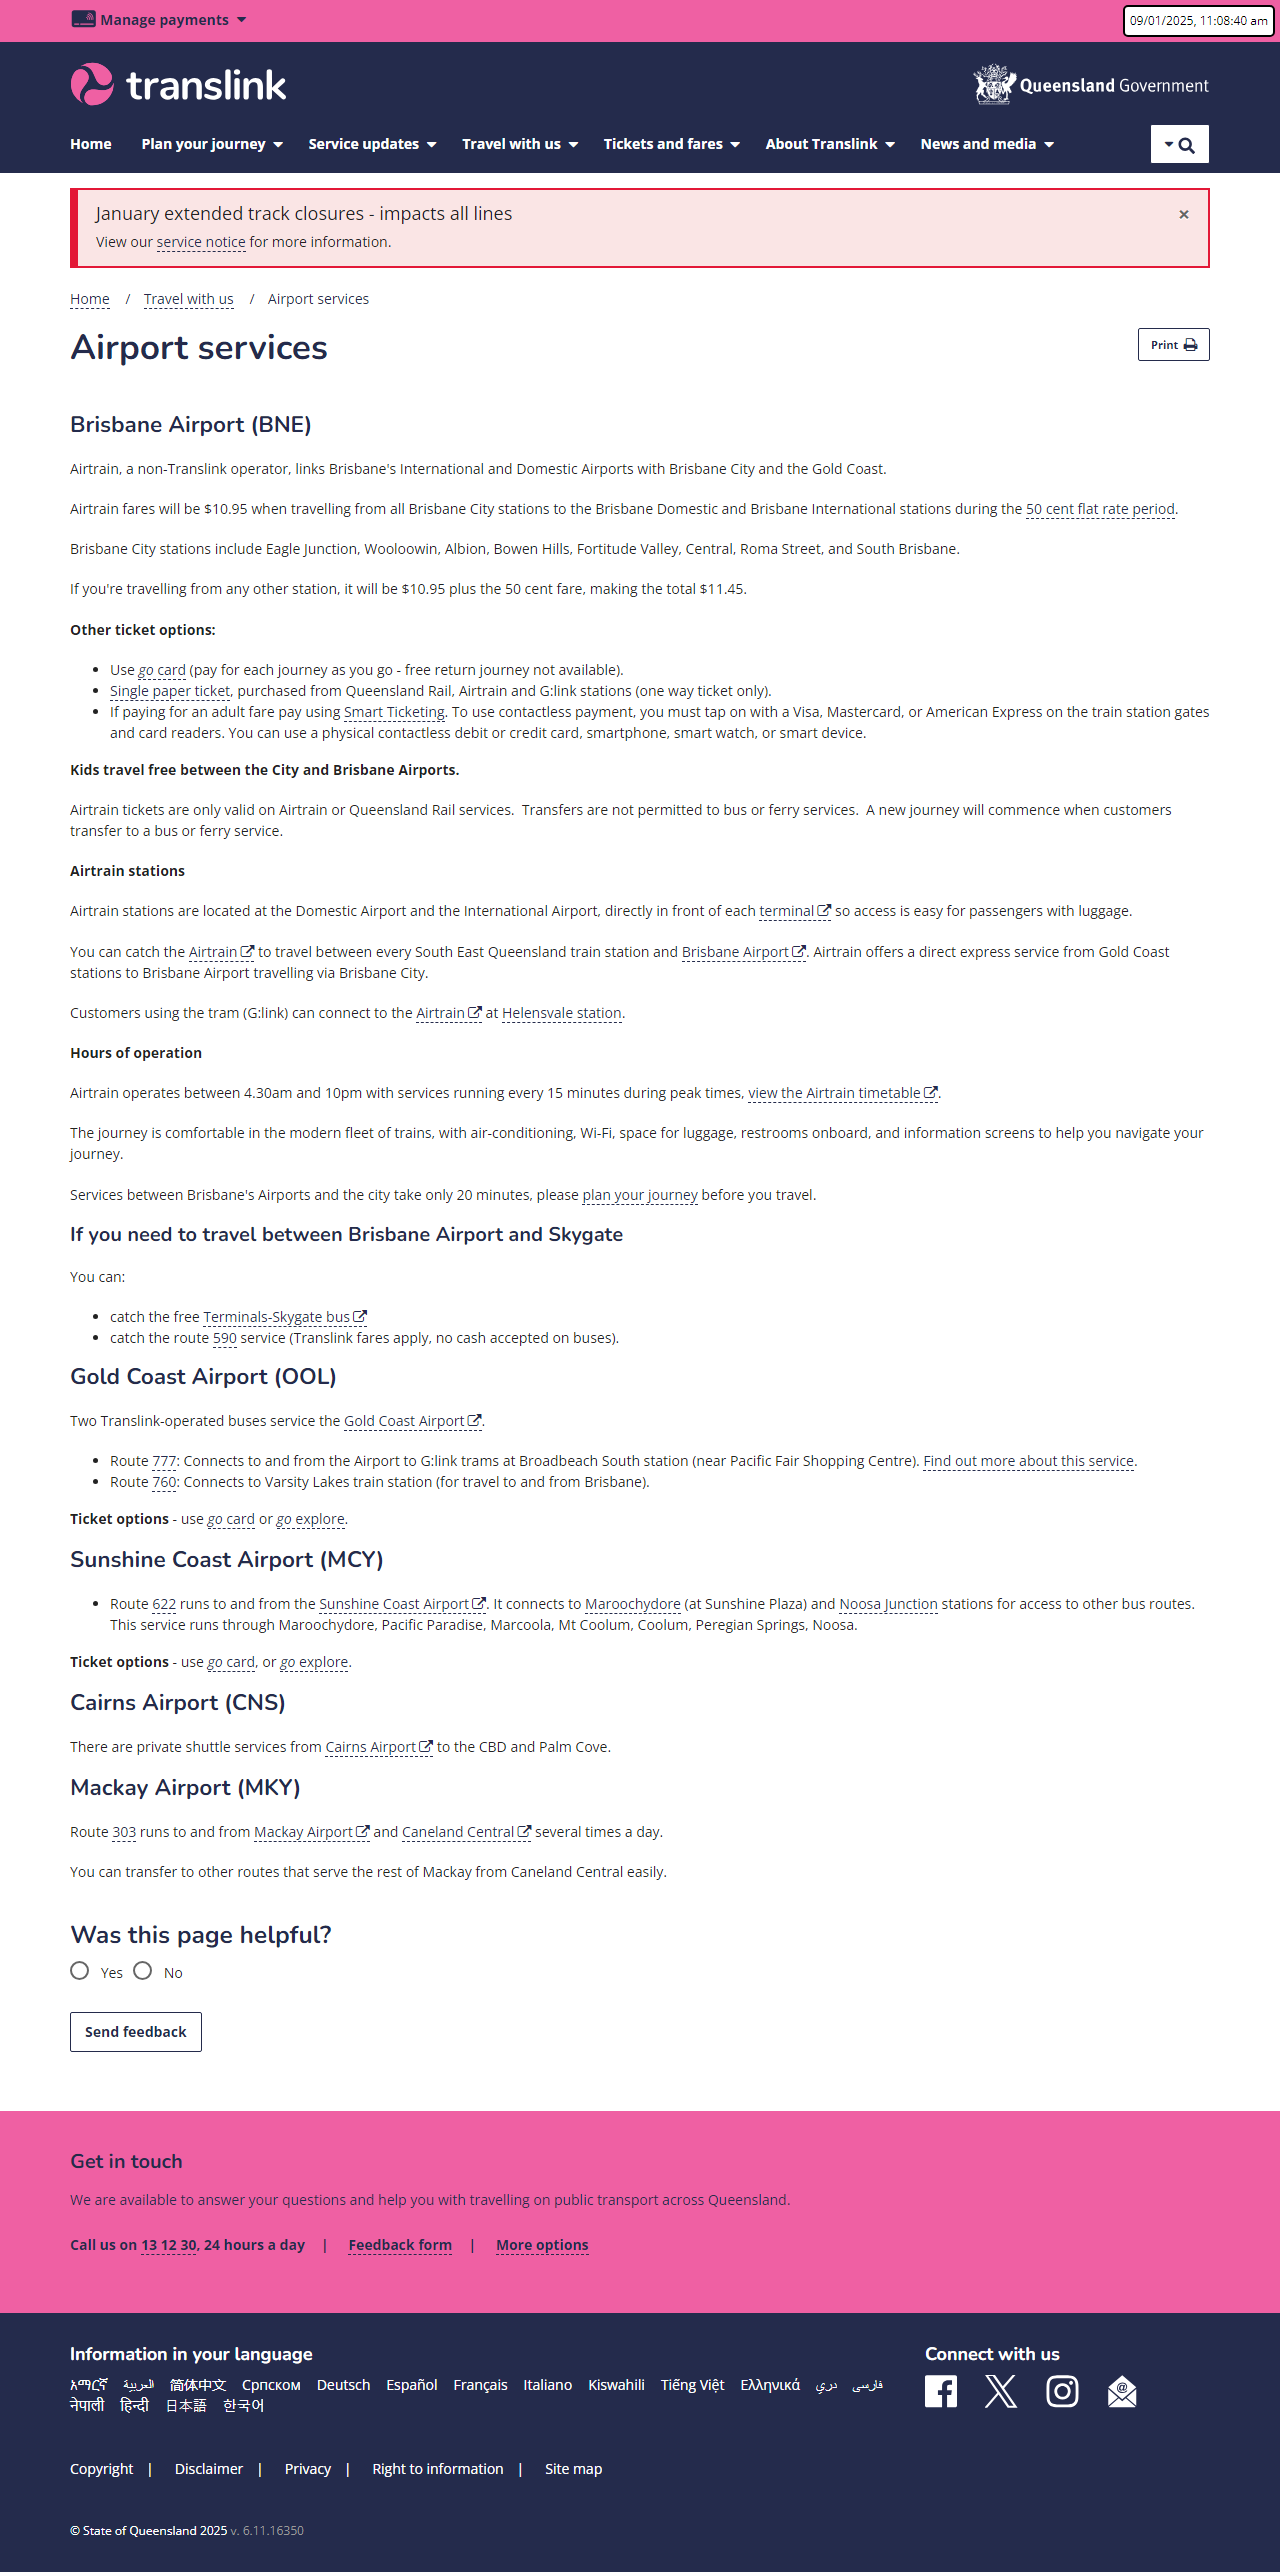 Manage payments
09/01/2025, 11:08:40 am
translink
Queensland Government
Home Plan your journey Service updates Travel with us Tickets and fares About Translink News and media
January extended track closures - impacts all lines
×
View our service notice for more information.
Home / Travel with us / Airport services
Airport services
Print
Brisbane Airport (BNE)
Airtrain, a non-Translink operator, links Brisbane's International and Domestic Airports with Brisbane City and the Gold Coast.
Airtrain fares will be $10.95 when travelling from all Brisbane City stations to the Brisbane Domestic and Brisbane International stations during the 50 cent flat rate period.
Brisbane City stations include Eagle Junction, Wooloowin, Albion, Bowen Hills, Fortitude Valley, Central, Roma Street, and South Brisbane.
If you're travelling from any other station, it will be $10.95 plus the 50 cent fare, making the total $11.45.
Other ticket options:
• Use go card (pay for each journey as you go - free return journey not available).
• Single paper ticket, purchased from Queensland Rail, Airtrain and G:link stations (one way ticket only).
• If paying for an adult fare pay using Smart Ticketing. To use contactless payment, you must tap on with a Visa, Mastercard, or American Express on the train station gates
and card readers. You can use a physical contactless debit or credit card, smartphone, smart watch, or smart device.
Kids travel free between the City and Brisbane Airports.
Airtrain tickets are only valid on Airtrain or Queensland Rail services. Transfers are not permitted to bus or ferry services. A new journey will commence when customers
transfer to a bus or ferry service.
Airtrain stations
Airtrain stations are located at the Domestic Airport and the International Airport, directly in front of each terminal so access is easy for passengers with luggage.
You can catch the Airtrain to travel between every South East Queensland train station and Brisbane Airport. Airtrain offers a direct express service from Gold Coast
stations to Brisbane Airport travelling via Brisbane City.
Customers using the tram (G:link) can connect to the Airtrain at Helensvale station.
Hours of operation
Airtrain operates between 4.30am and 10pm with services running every 15 minutes during peak times, view the Airtrain timetable.
The journey is comfortable in the modern fleet of trains, with air-conditioning, Wi-Fi, space for luggage, restrooms onboard, and information screens to help you navigate your
journey.
Services between Brisbane's Airports and the city take only 20 minutes, please plan your journey before you travel.
If you need to travel between Brisbane Airport and Skygate
You can:
• catch the free Terminals-Skygate bus
• catch the route 590 service (Translink fares apply, no cash accepted on buses).
Gold Coast Airport (OOL)
Two Translink-operated buses service the Gold Coast Airport.
• Route 777: Connects to and from the Airport to G:link trams at Broadbeach South station (near Pacific Fair Shopping Centre). Find out more about this service.
• Route 760: Connects to Varsity Lakes train station (for travel to and from Brisbane).
Ticket options - use go card or go explore.
Sunshine Coast Airport (MCY)
• Route 622 runs to and from the Sunshine Coast Airport. It connects to Maroochydore (at Sunshine Plaza) and Noosa Junction stations for access to other bus routes.
This service runs through Maroochydore, Pacific Paradise, Marcoola, Mt Coolum, Coolum, Peregian Springs, Noosa.
Ticket options - use go card, or go explore.
Cairns Airport (CNS)
There are private shuttle services from Cairns Airport to the CBD and Palm Cove.
Mackay Airport (MKY)
Route 303 runs to and from Mackay Airport and Caneland Central several times a day.
You can transfer to other routes that serve the rest of Mackay from Caneland Central easily.
Was this page helpful?
Yes No
Send feedback
Get in touch
We are available to answer your questions and help you with travelling on public transport across Queensland.
Call us on 13 12 30, 24 hours a day | Feedback form | More options
Information in your language
አማርኛ العربية 简体中文 Српском Deutsch Español Français Italiano Kiswahili Tiếng Việt Ελληνικά دری فارسی
नेपाली हिन्दी 日本語 한국어
Connect with us
Copyright | Disclaimer | Privacy | Right to information | Site map
© State of Queensland 2025 v. 6.11.16350